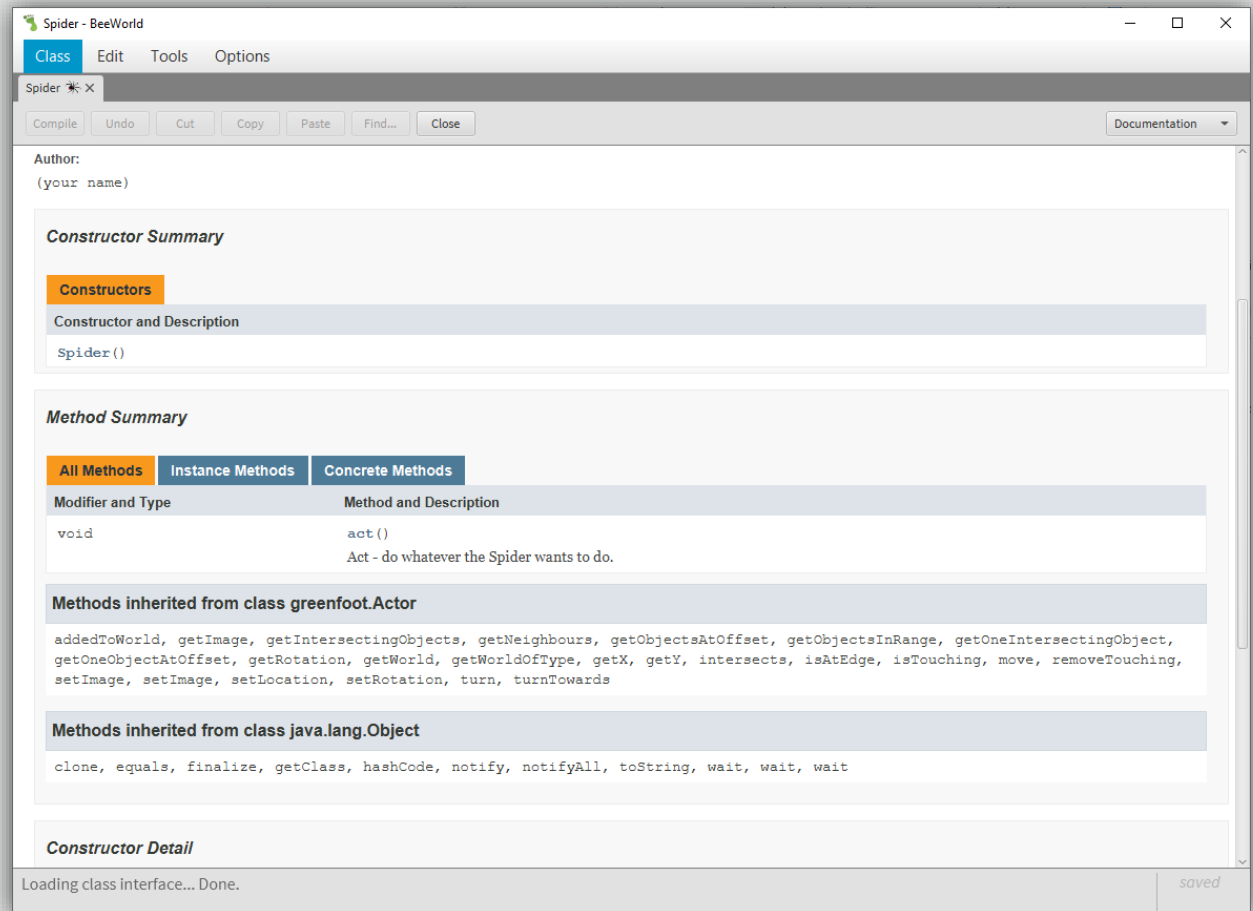 Spider - BeeWorld
Class Edit Tools Options
Spider
Compile Undo Cut Copy Paste Find... Close Documentation
Author:
(your name)
Constructor Summary
Constructors
Constructor and Description
Spider()
Method Summary
All Methods Instance Methods Concrete Methods
Modifier and Type Method and Description
void act()
Act - do whatever the Spider wants to do.
Methods inherited from class greenfoot.Actor
addedToWorld, getImage, getIntersectingObjects, getNeighbours, getObjectsAtOffset, getObjectsInRange, getOneIntersectingObject,
getOneObjectAtOffset, getRotation, getWorld, getWorldOfType, getX, getY, intersects, isAtEdge, isTouching, move, removeTouching,
setImage, setImage, setLocation, setRotation, turn, turnTowards
Methods inherited from class java.lang.Object
clone, equals, finalize, getClass, hashCode, notify, notifyAll, toString, wait, wait, wait
Constructor Detail
Loading class interface... Done. saved